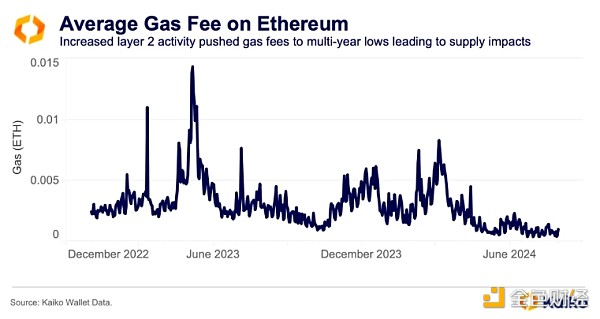 Average Gas Fee on Ethereum
Increased layer 2 activity pushed gas fees to multi-year lows leading to supply impacts
0.015
0.01
0.005
0
Gas (ETH)
December 2022
June 2023
December 2023
June 2024
Source: Kaiko Wallet Data.
金色财经
Kaiko